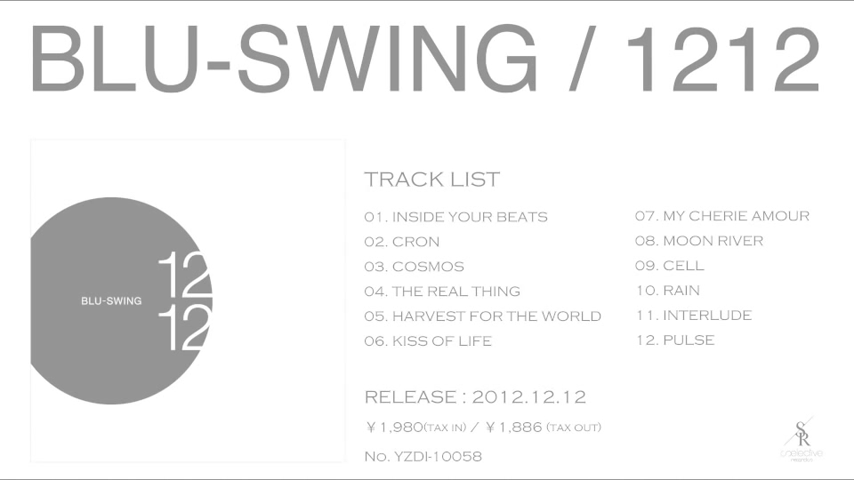 BLU-SWING / 1212
BLU-SWING
12
12
TRACK LIST
01. INSIDE YOUR BEATS
02. CRON
03. COSMOS
04. THE REAL THING
05. HARVEST FOR THE WORLD
06. KISS OF LIFE
07. MY CHERIE AMOUR
08. MOON RIVER
09. CELL
10. RAIN
11. INTERLUDE
12. PULSE
RELEASE : 2012.12.12
¥1,980(TAX IN) / ¥1,886 (TAX OUT)
No. YZDI-10058
SR